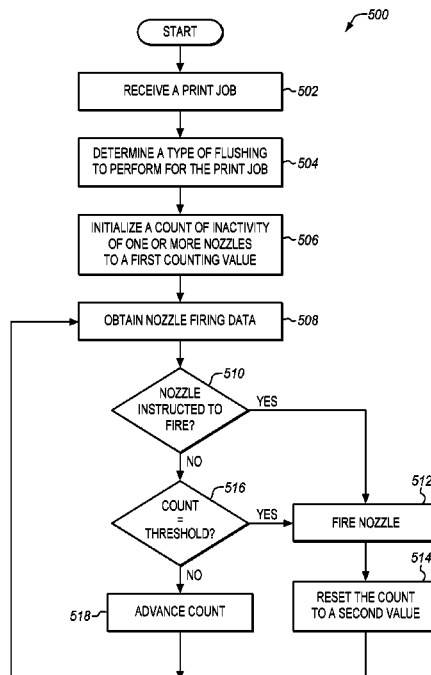 500
START
RECEIVE A PRINT JOB
502
DETERMINE A TYPE OF FLUSHING
TO PERFORM FOR THE PRINT JOB
504
INITIALIZE A COUNT OF INACTIVITY
OF ONE OR MORE NOZZLES
TO A FIRST COUNTING VALUE
506
OBTAIN NOZZLE FIRING DATA
508
510
NOZZLE
INSTRUCTED TO
FIRE?
YES
NO
516
COUNT
=
THRESHOLD?
YES
512
FIRE NOZZLE
NO
514
ADVANCE COUNT
518
RESET THE COUNT
TO A SECOND VALUE